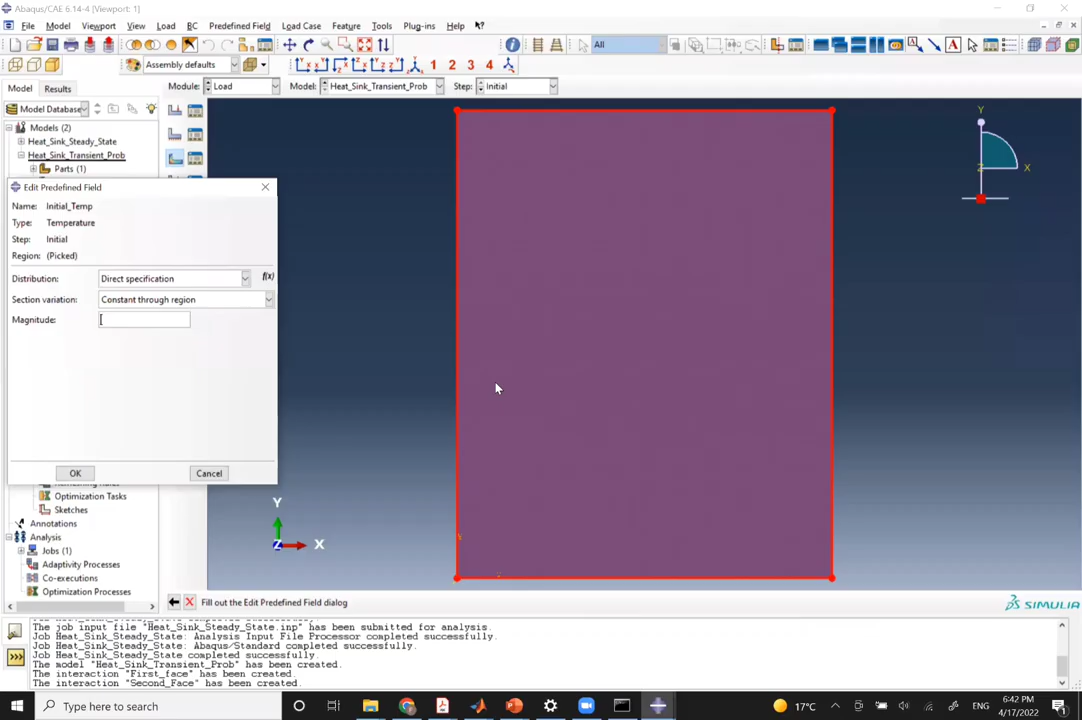 Abaqus/CAE 6.14-4 [Viewport: 1]
File Model Viewport View Load BC Predefined Field Load Case Feature Tools Plug-ins Help
All
Assembly defaults
1 2 3 4
Model Results
Module: Load Model: Heat_Sink_Transient_Prob Step: Initial
Model Database
Models (2)
Heat_Sink_Steady_State
Heat_Sink_Transient_Prob
Parts (1)
Edit Predefined Field
Name: Initial_Temp
Type: Temperature
Step: Initial
Region: (Picked)
Distribution: Direct specification f(x)
Section variation: Constant through region
Magnitude:
OK Cancel
Y
Z X
Y
Z X
Optimization Tasks
Sketches
Annotations
Analysis
Jobs (1)
Adaptivity Processes
Co-executions
Optimization Processes
Fill out the Edit Predefined Field dialog
SIMULIA
The job input file "Heat_Sink_Steady_State.inp" has been submitted for analysis.
Job Heat_Sink_Steady_State: Analysis Input File Processor completed successfully.
Job Heat_Sink_Steady_State: Abaqus/Standard completed successfully.
Job Heat_Sink_Steady_State completed successfully.
The model "Heat_Sink_Transient_Prob" has been created.
The interaction "First_face" has been created.
The interaction "Second_Face" has been created.
Type here to search
17°C
6:42 PM
4/17/2022